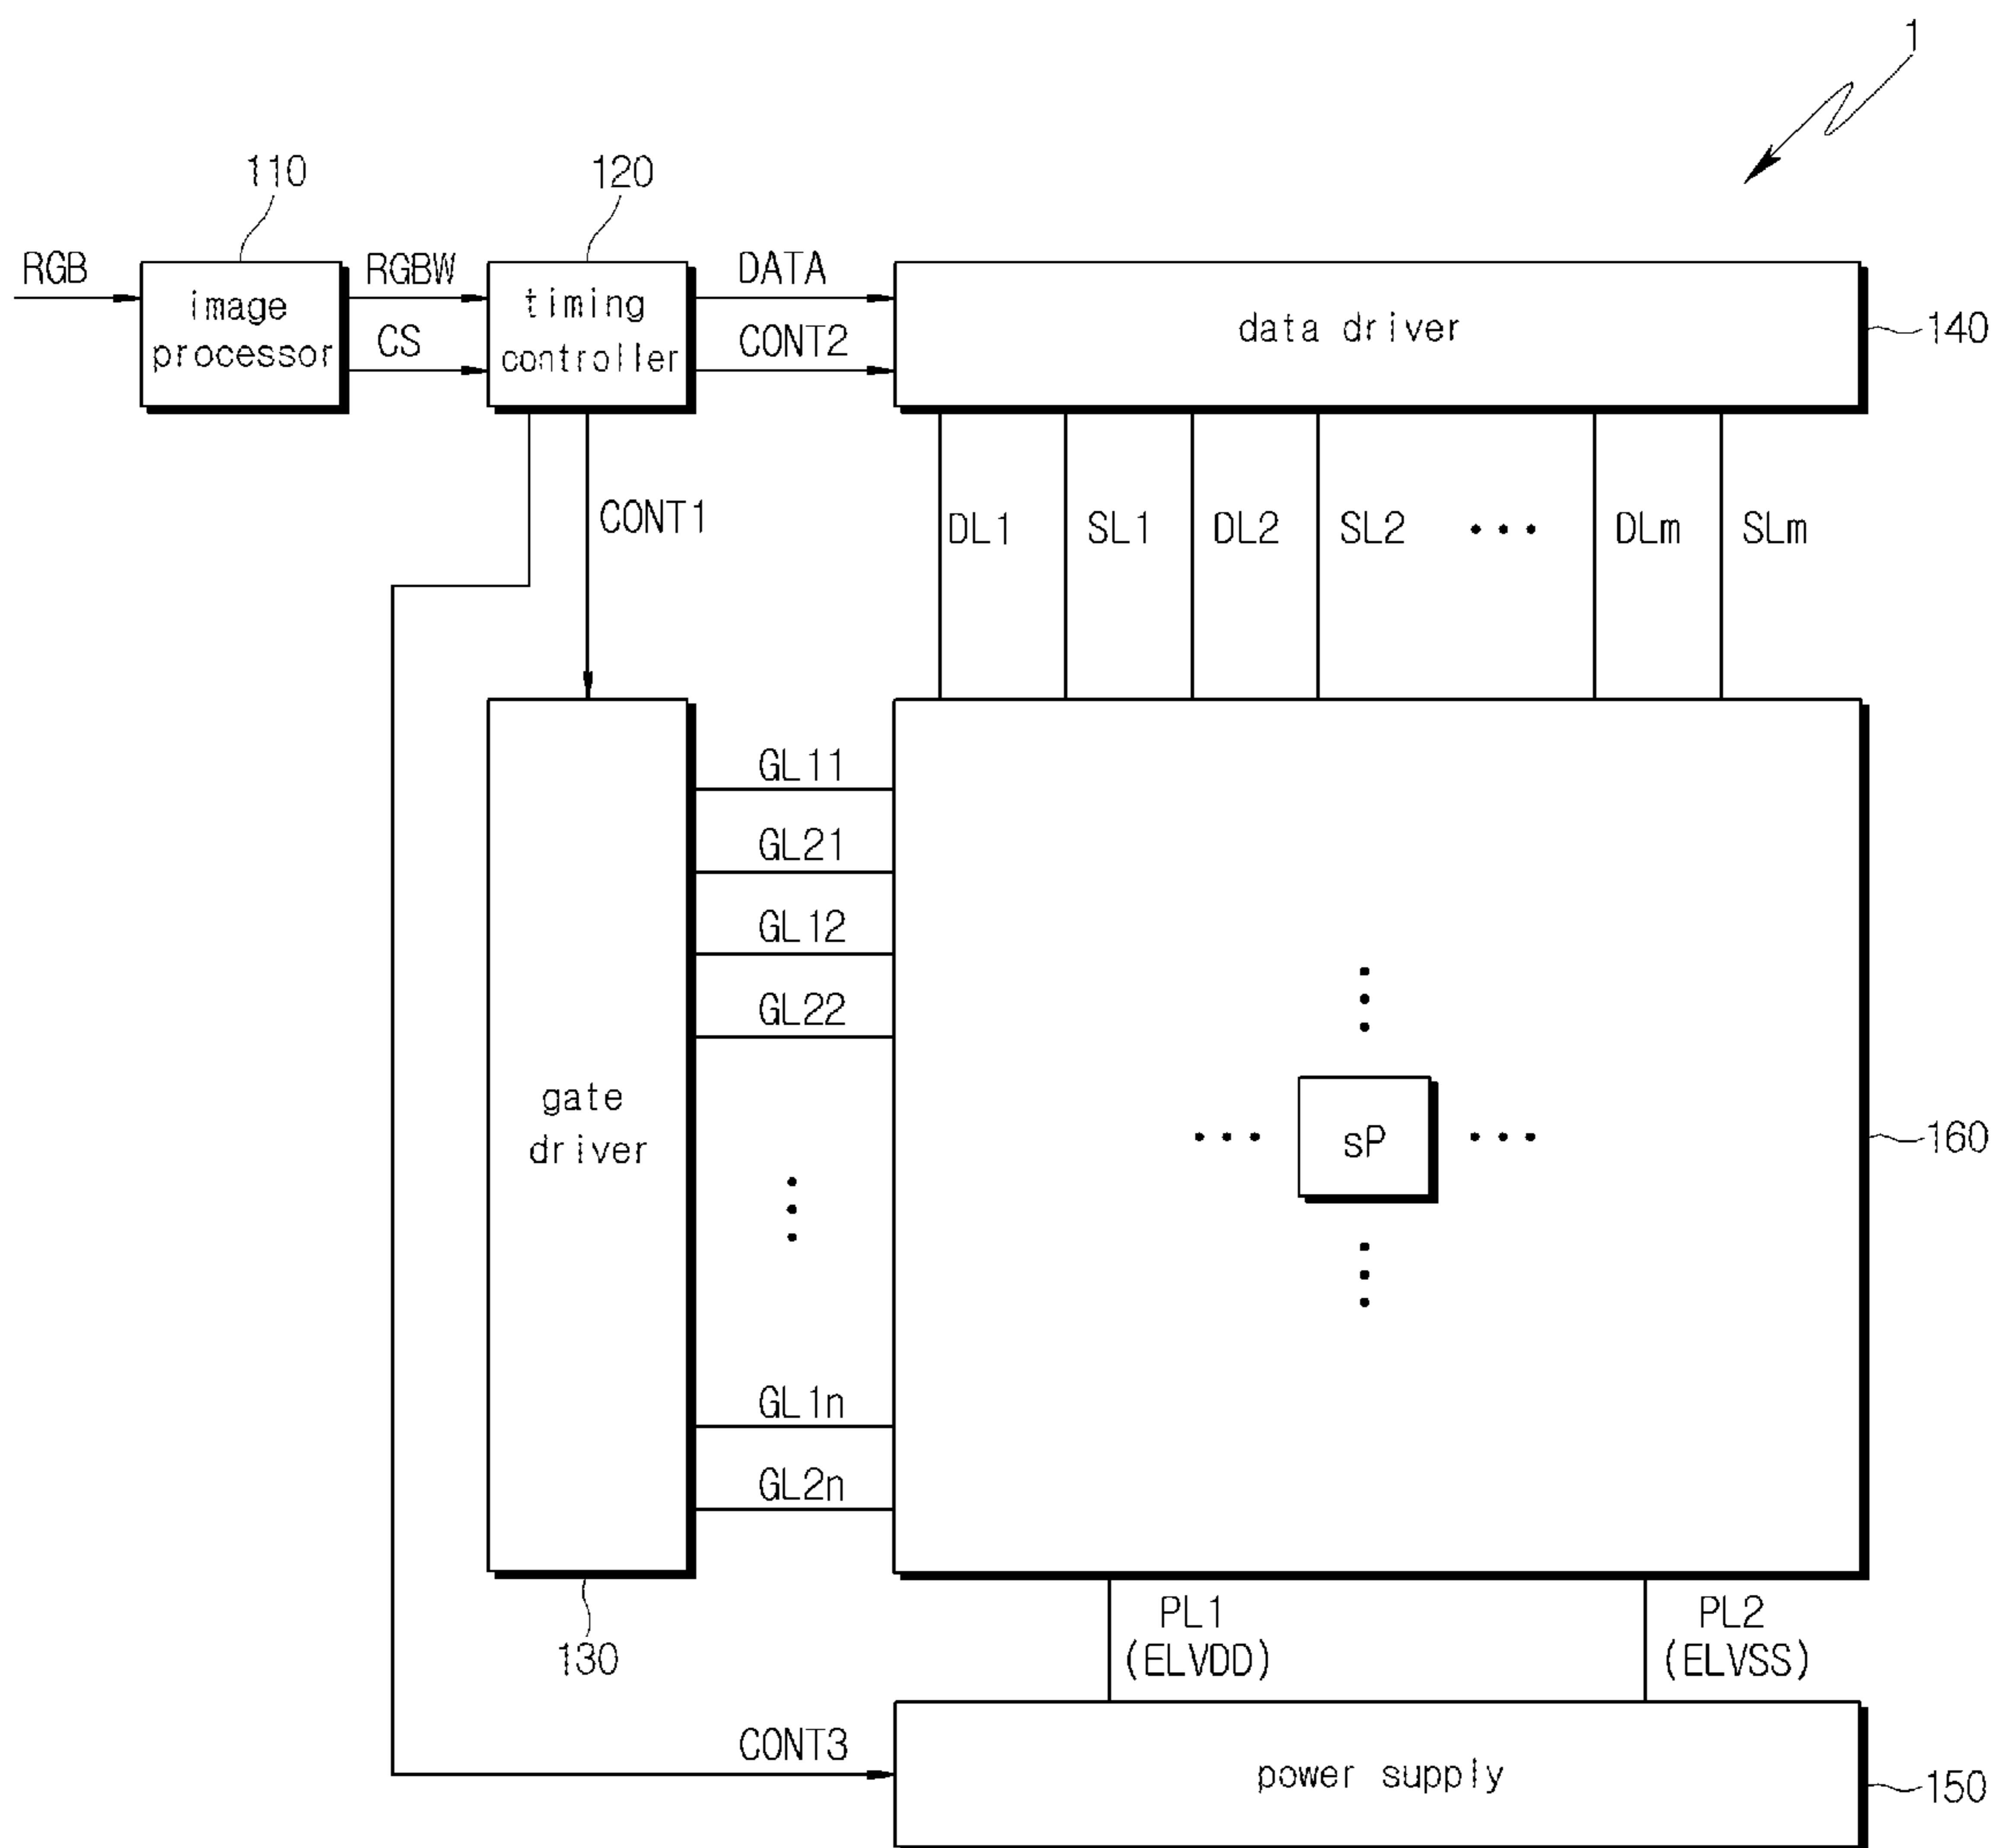 1
110
120
RGB
image
processor
RGBW
CS
timing
controller
DATA
CONT2
data driver
140
CONT1
DL1
SL1
DL2
SL2
•••
DLm
SLm
GL11
GL21
GL12
GL22
gate
driver
sP
160
GL1n
GL2n
130
PL1
(ELVDD)
PL2
(ELVSS)
CONT3
power supply
150